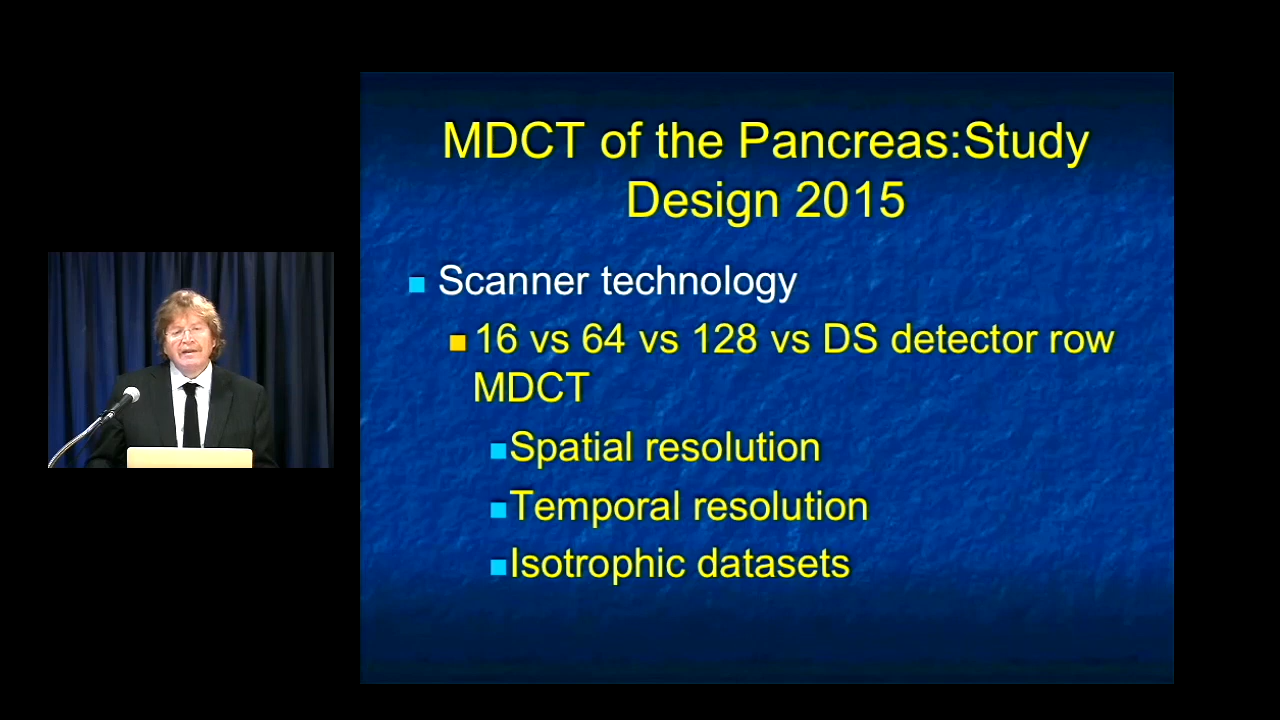 MDCT of the Pancreas:Study
Design 2015
Scanner technology
16 vs 64 vs 128 vs DS detector row
MDCT
Spatial resolution
Temporal resolution
Isotrophic datasets